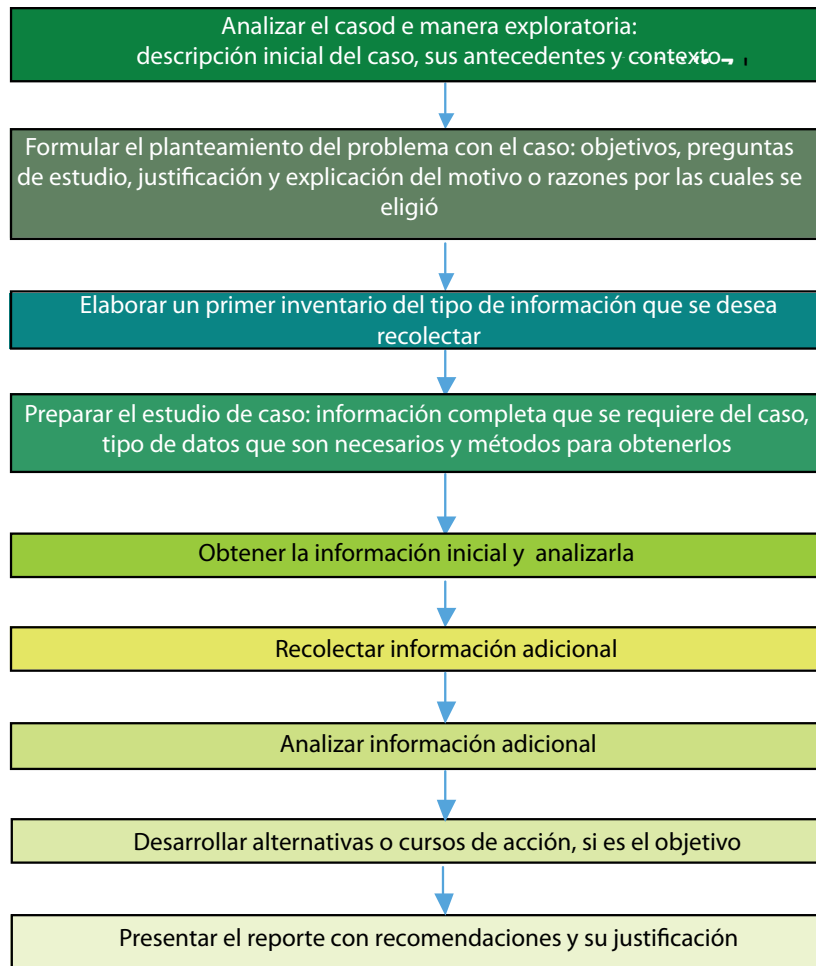 Analizar el casod e manera exploratoria:
descripción inicial del caso, sus antecedentes y contexto
Formular el planteamiento del problema con el caso: objetivos, preguntas
de estudio, justificación y explicación del motivo o razones por las cuales se
eligió
Elaborar un primer inventario del tipo de información que se desea
recolectar
Preparar el estudio de caso: información completa que se requiere del caso,
tipo de datos que son necesarios y métodos para obtenerlos
Obtener la información inicial y analizarla
Recolectar información adicional
Analizar información adicional
Desarrollar alternativas o cursos de acción, si es el objetivo
Presentar el reporte con recomendaciones y su justificación